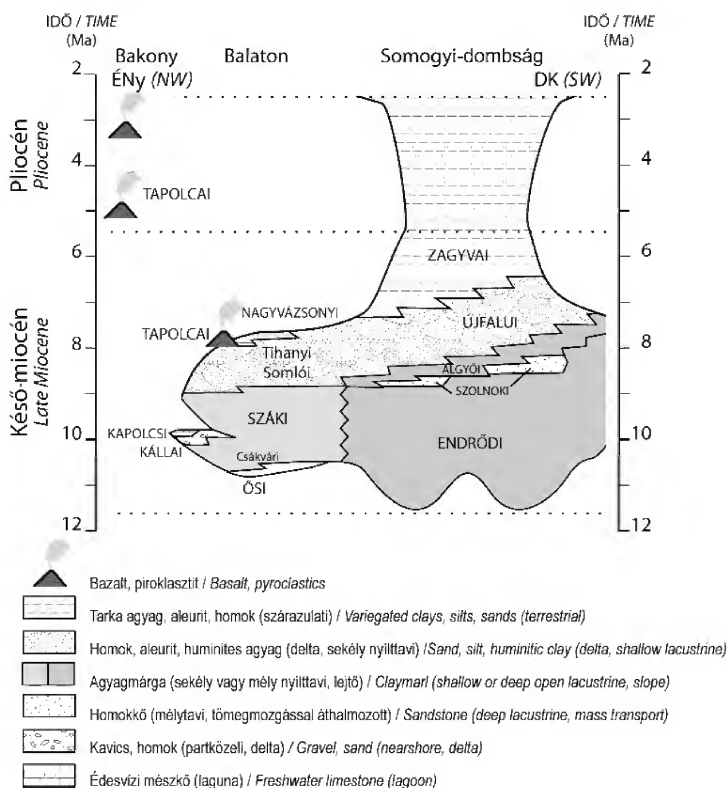 IDŐ / TIME
(Ma)
IDŐ / TIME
(Ma)
Bakony
ÉNy (NW)
Balaton
Somogyi-dombság
DK (SW)
2
2
4
4
6
6
8
8
10
10
12
12
Pliocén
Pliocene
Késő-miocén
Late Miocene
TAPOLCAI
ZAGYVAI
NAGYVÁZSONYI
TAPOLCAI
ÚJFALUI
Tihanyi
Somlói
ALGYŐI
SZOLNOKI
SZÁKI
ENDRŐDI
KAPOLCSI
KÁLLAI
Csákvári
ŐSI
Bazalt, piroklasztit / Basalt, pyroclastics
Tarka agyag, aleurit, homok (szárazulati) / Variegated clays, silts, sands (terrestrial)
Homok, aleurit, huminites agyag (delta, sekély nyílttavi) /Sand, silt, huminitic clay (delta, shallow lacustrine)
Agyagmárga (sekély vagy mély nyílttavi, lejtő) / Claymarl (shallow or deep open lacustrine, slope)
Homokkő (mélytavi, tömegmozgással áthalmozott) / Sandstone (deep lacustrine, mass transport)
Kavics, homok (partközeli, delta) / Gravel, sand (nearshore, delta)
Édesvízi mészkő (laguna) / Freshwater limestone (lagoon)